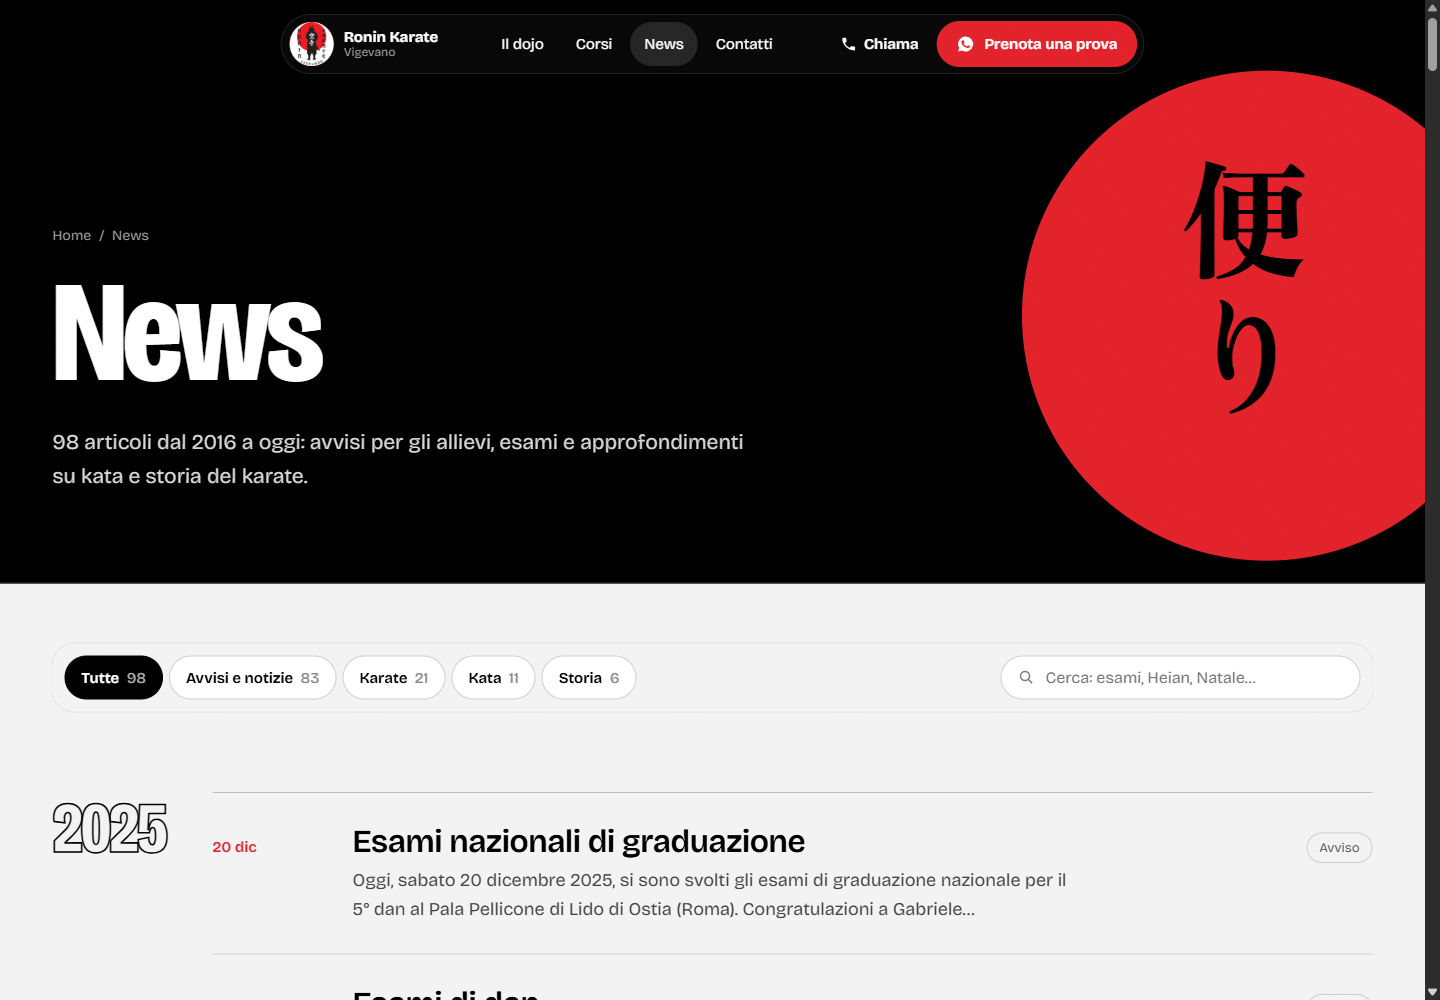 Ronin Karate
Vigevano
Il dojo
Corsi
News
Contatti
Chiama
Prenota una prova
便り
Home / News
News
98 articoli dal 2016 a oggi: avvisi per gli allievi, esami e approfondimenti
su kata e storia del karate.
Tutte 98
Avvisi e notizie 83
Karate 21
Kata 11
Storia 6
Cerca: esami, Heian, Natale...
2025
20 dic
Esami nazionali di graduazione
Avviso
Oggi, sabato 20 dicembre 2025, si sono svolti gli esami di graduazione nazionale per il
5° dan al Pala Pellicone di Lido di Ostia (Roma). Congratulazioni a Gabriele...
Esami di dan